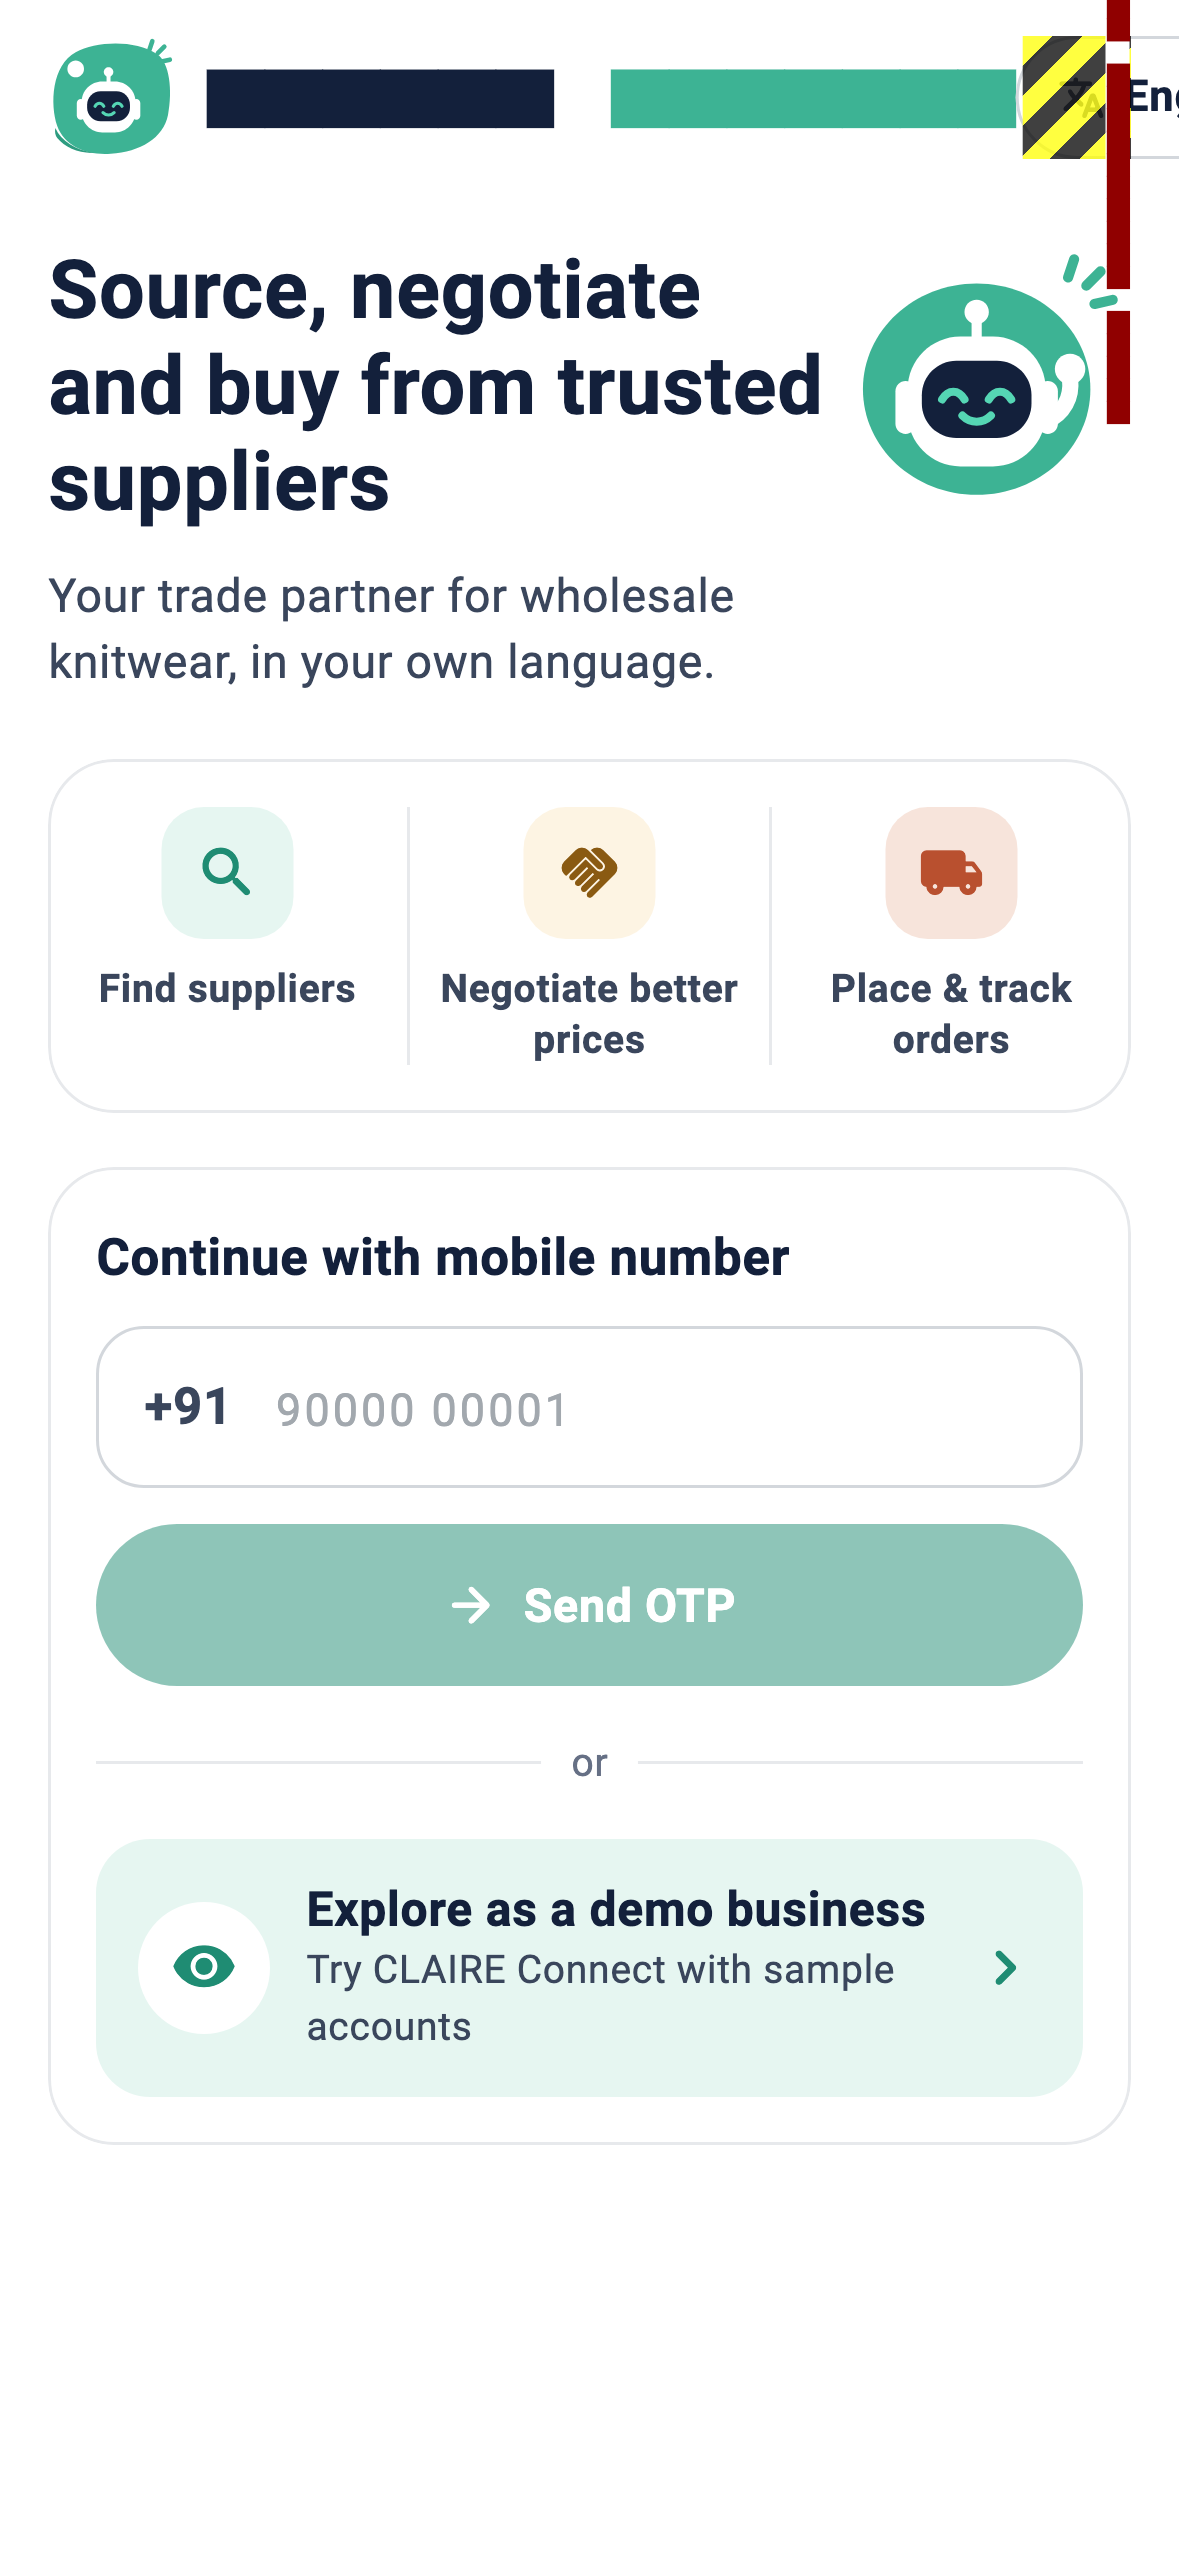 Source, negotiate
and buy from trusted
suppliers
Your trade partner for wholesale
knitwear, in your own language.
Find suppliers
Negotiate better
prices
Place & track
orders
Continue with mobile number
+91 90000 00001
Send OTP
or
Explore as a demo business
Try CLAIRE Connect with sample
accounts